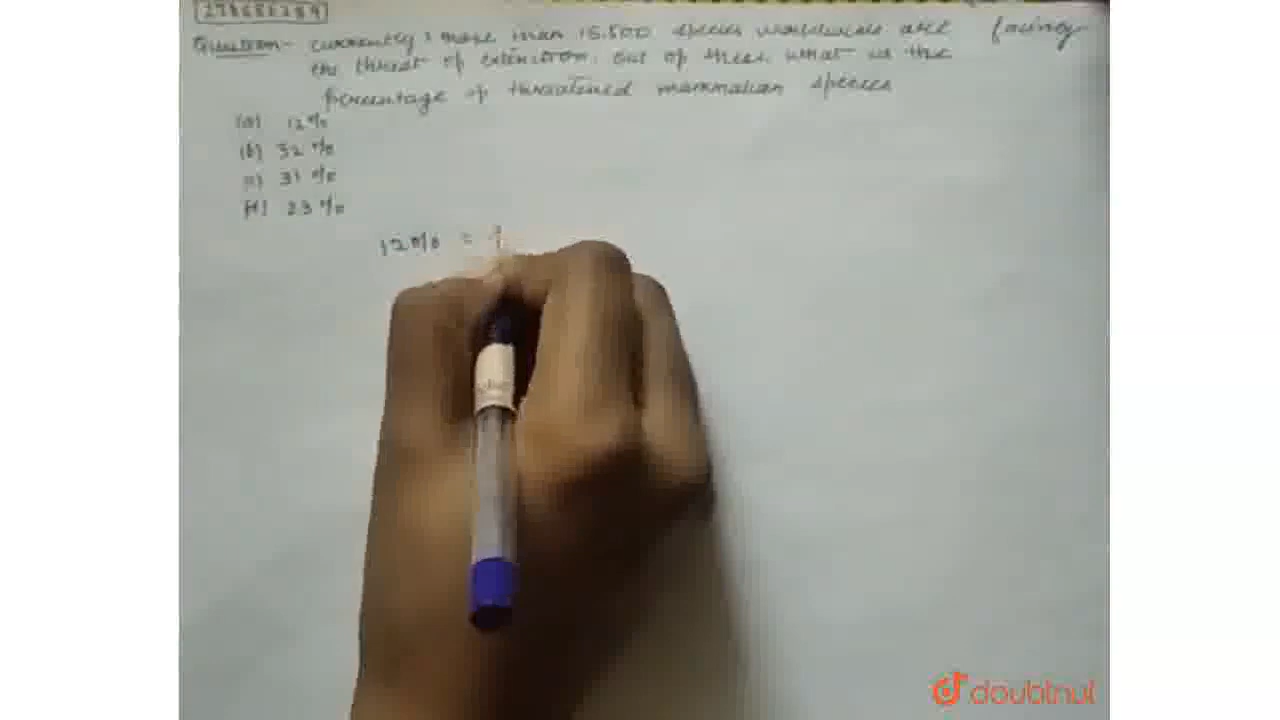 Question- currently, more than 15,500 species worldwide are facing
the threat of extinction. out of these what is the
percentage of threatened mammalian species
(a) 12%
(b) 32%
(c) 31%
(d) 23%
12% =
doubtnut